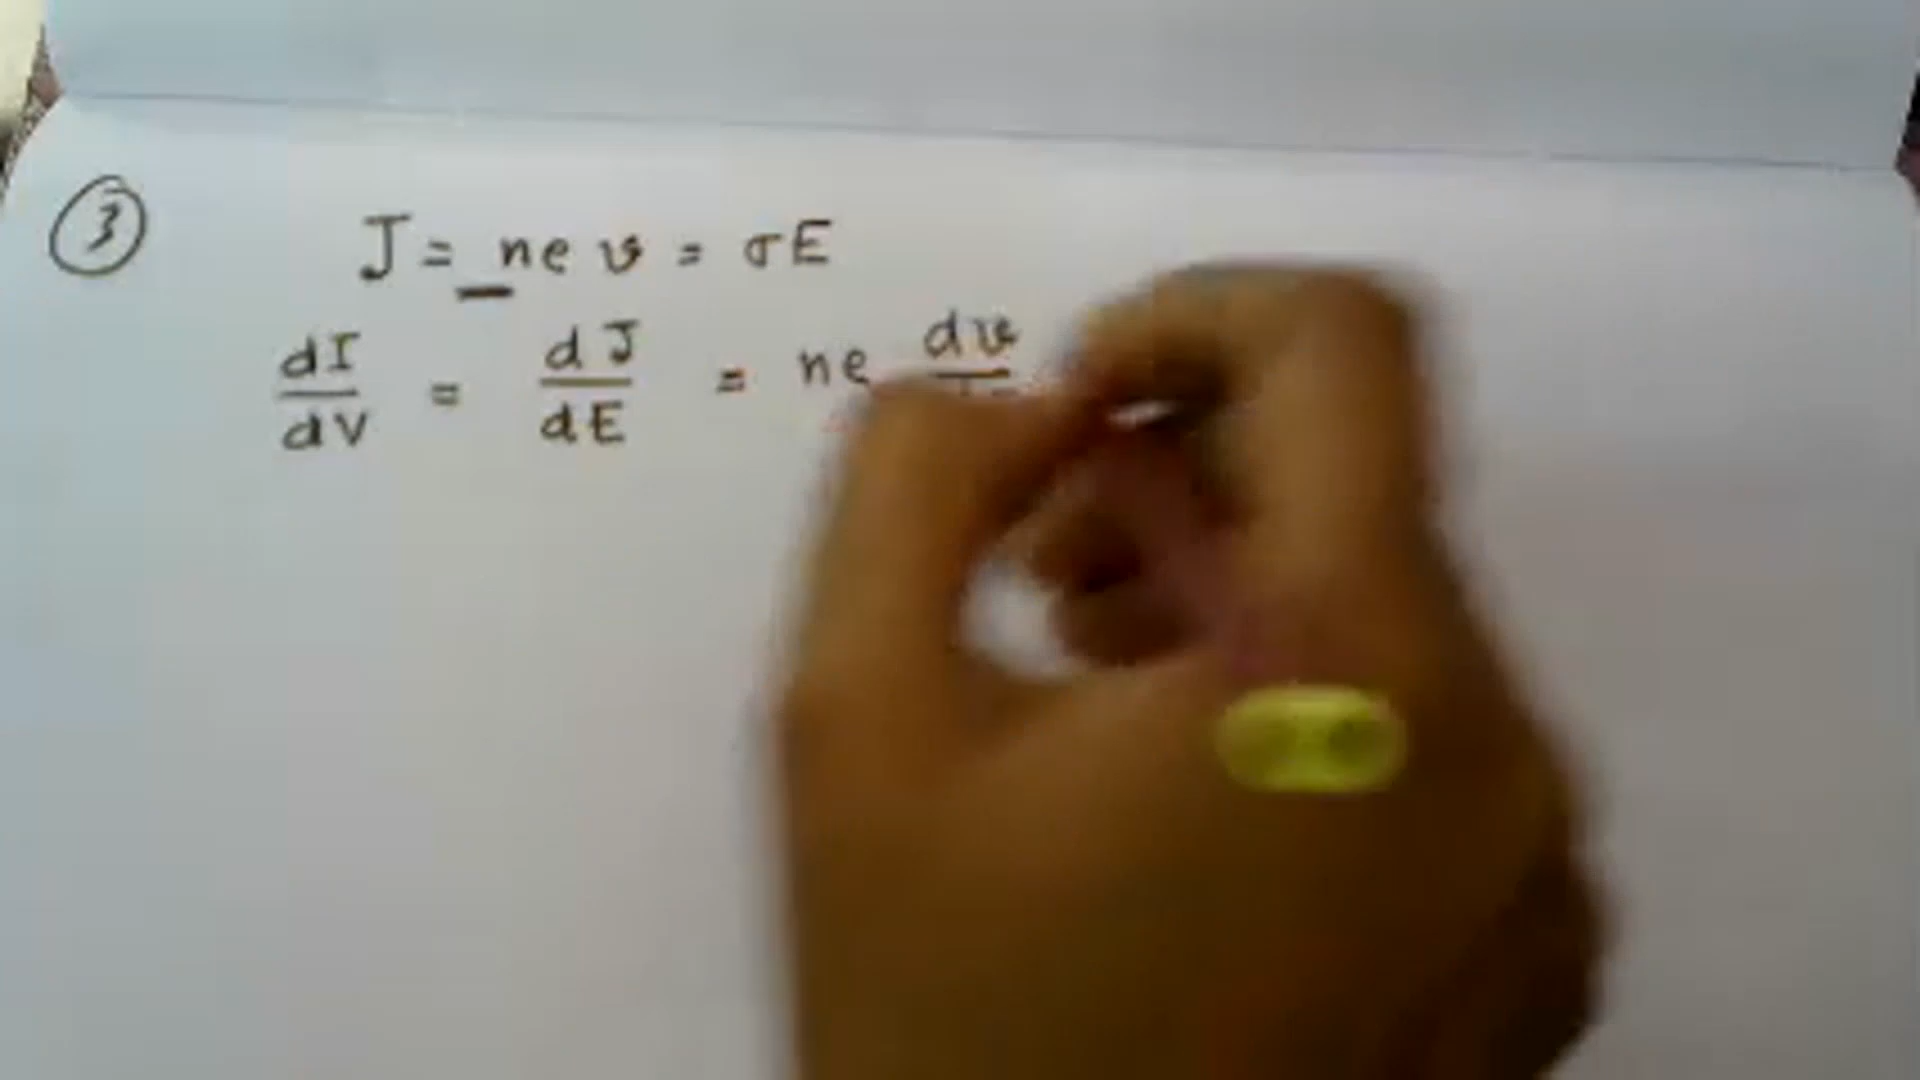 ③ J = ne v = σE
dI/dV = dJ/dE = ne dv